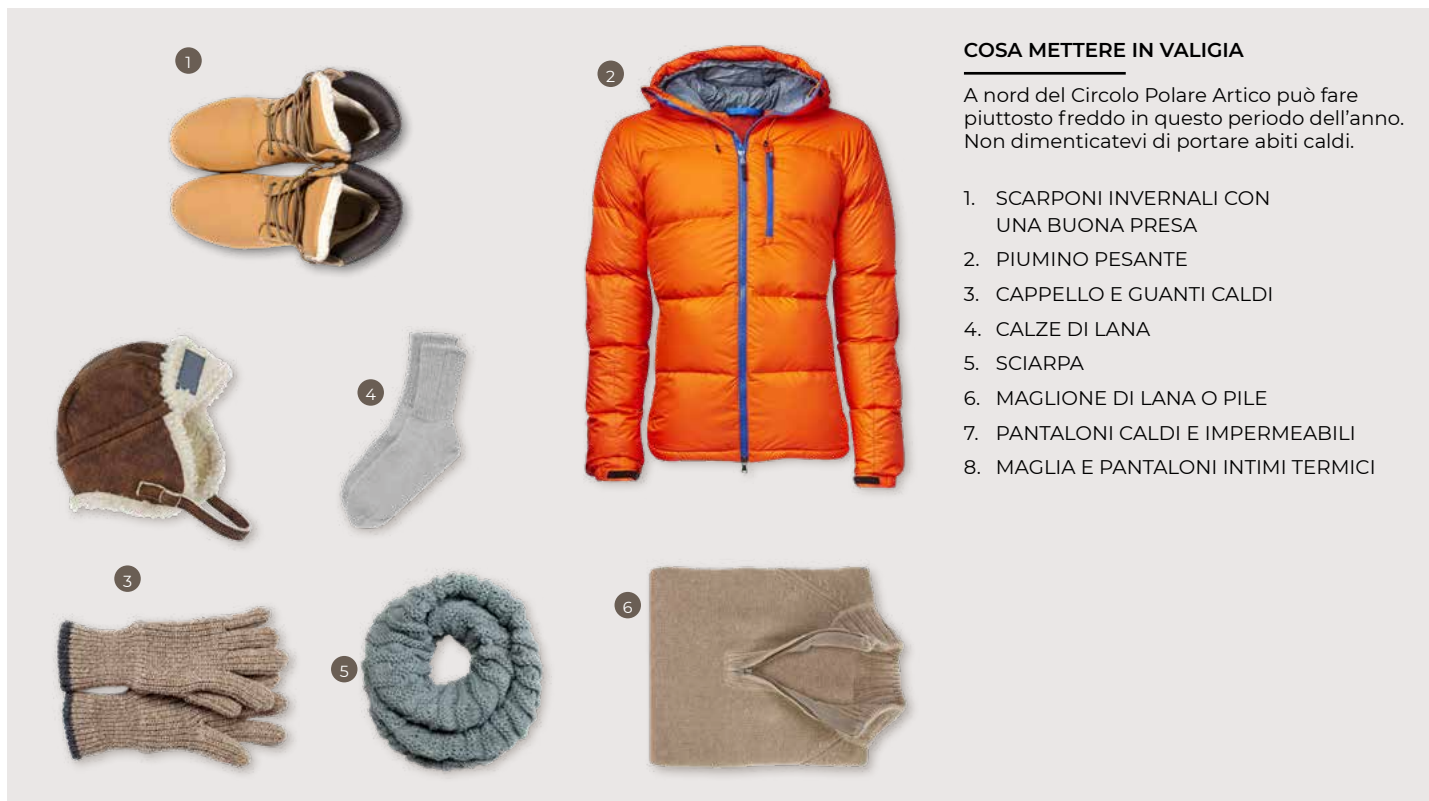 COSA METTERE IN VALIGIA
A nord del Circolo Polare Artico può fare
piuttosto freddo in questo periodo dell'anno.
Non dimenticatevi di portare abiti caldi.
1. SCARPONI INVERNALI CON
UNA BUONA PRESA
2. PIUMINO PESANTE
3. CAPPELLO E GUANTI CALDI
4. CALZE DI LANA
5. SCIARPA
6. MAGLIONE DI LANA O PILE
7. PANTALONI CALDI E IMPERMEABILI
8. MAGLIA E PANTALONI INTIMI TERMICI
1
2
4
3
5
6